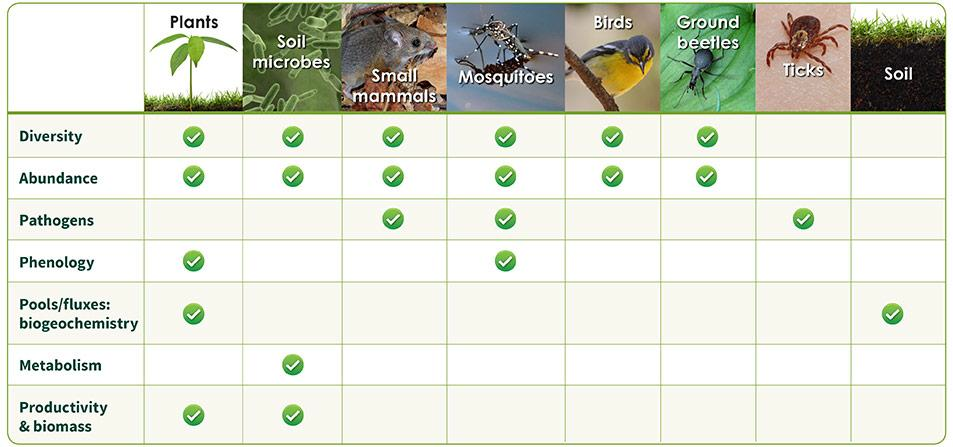 Plants
Soil
microbes
Small
mammals
Mosquitoes
Birds
Ground
beetles
Ticks
Soil
Diversity
Abundance
Pathogens
Phenology
Pools/fluxes:
biogeochemistry
Metabolism
Productivity
& biomass